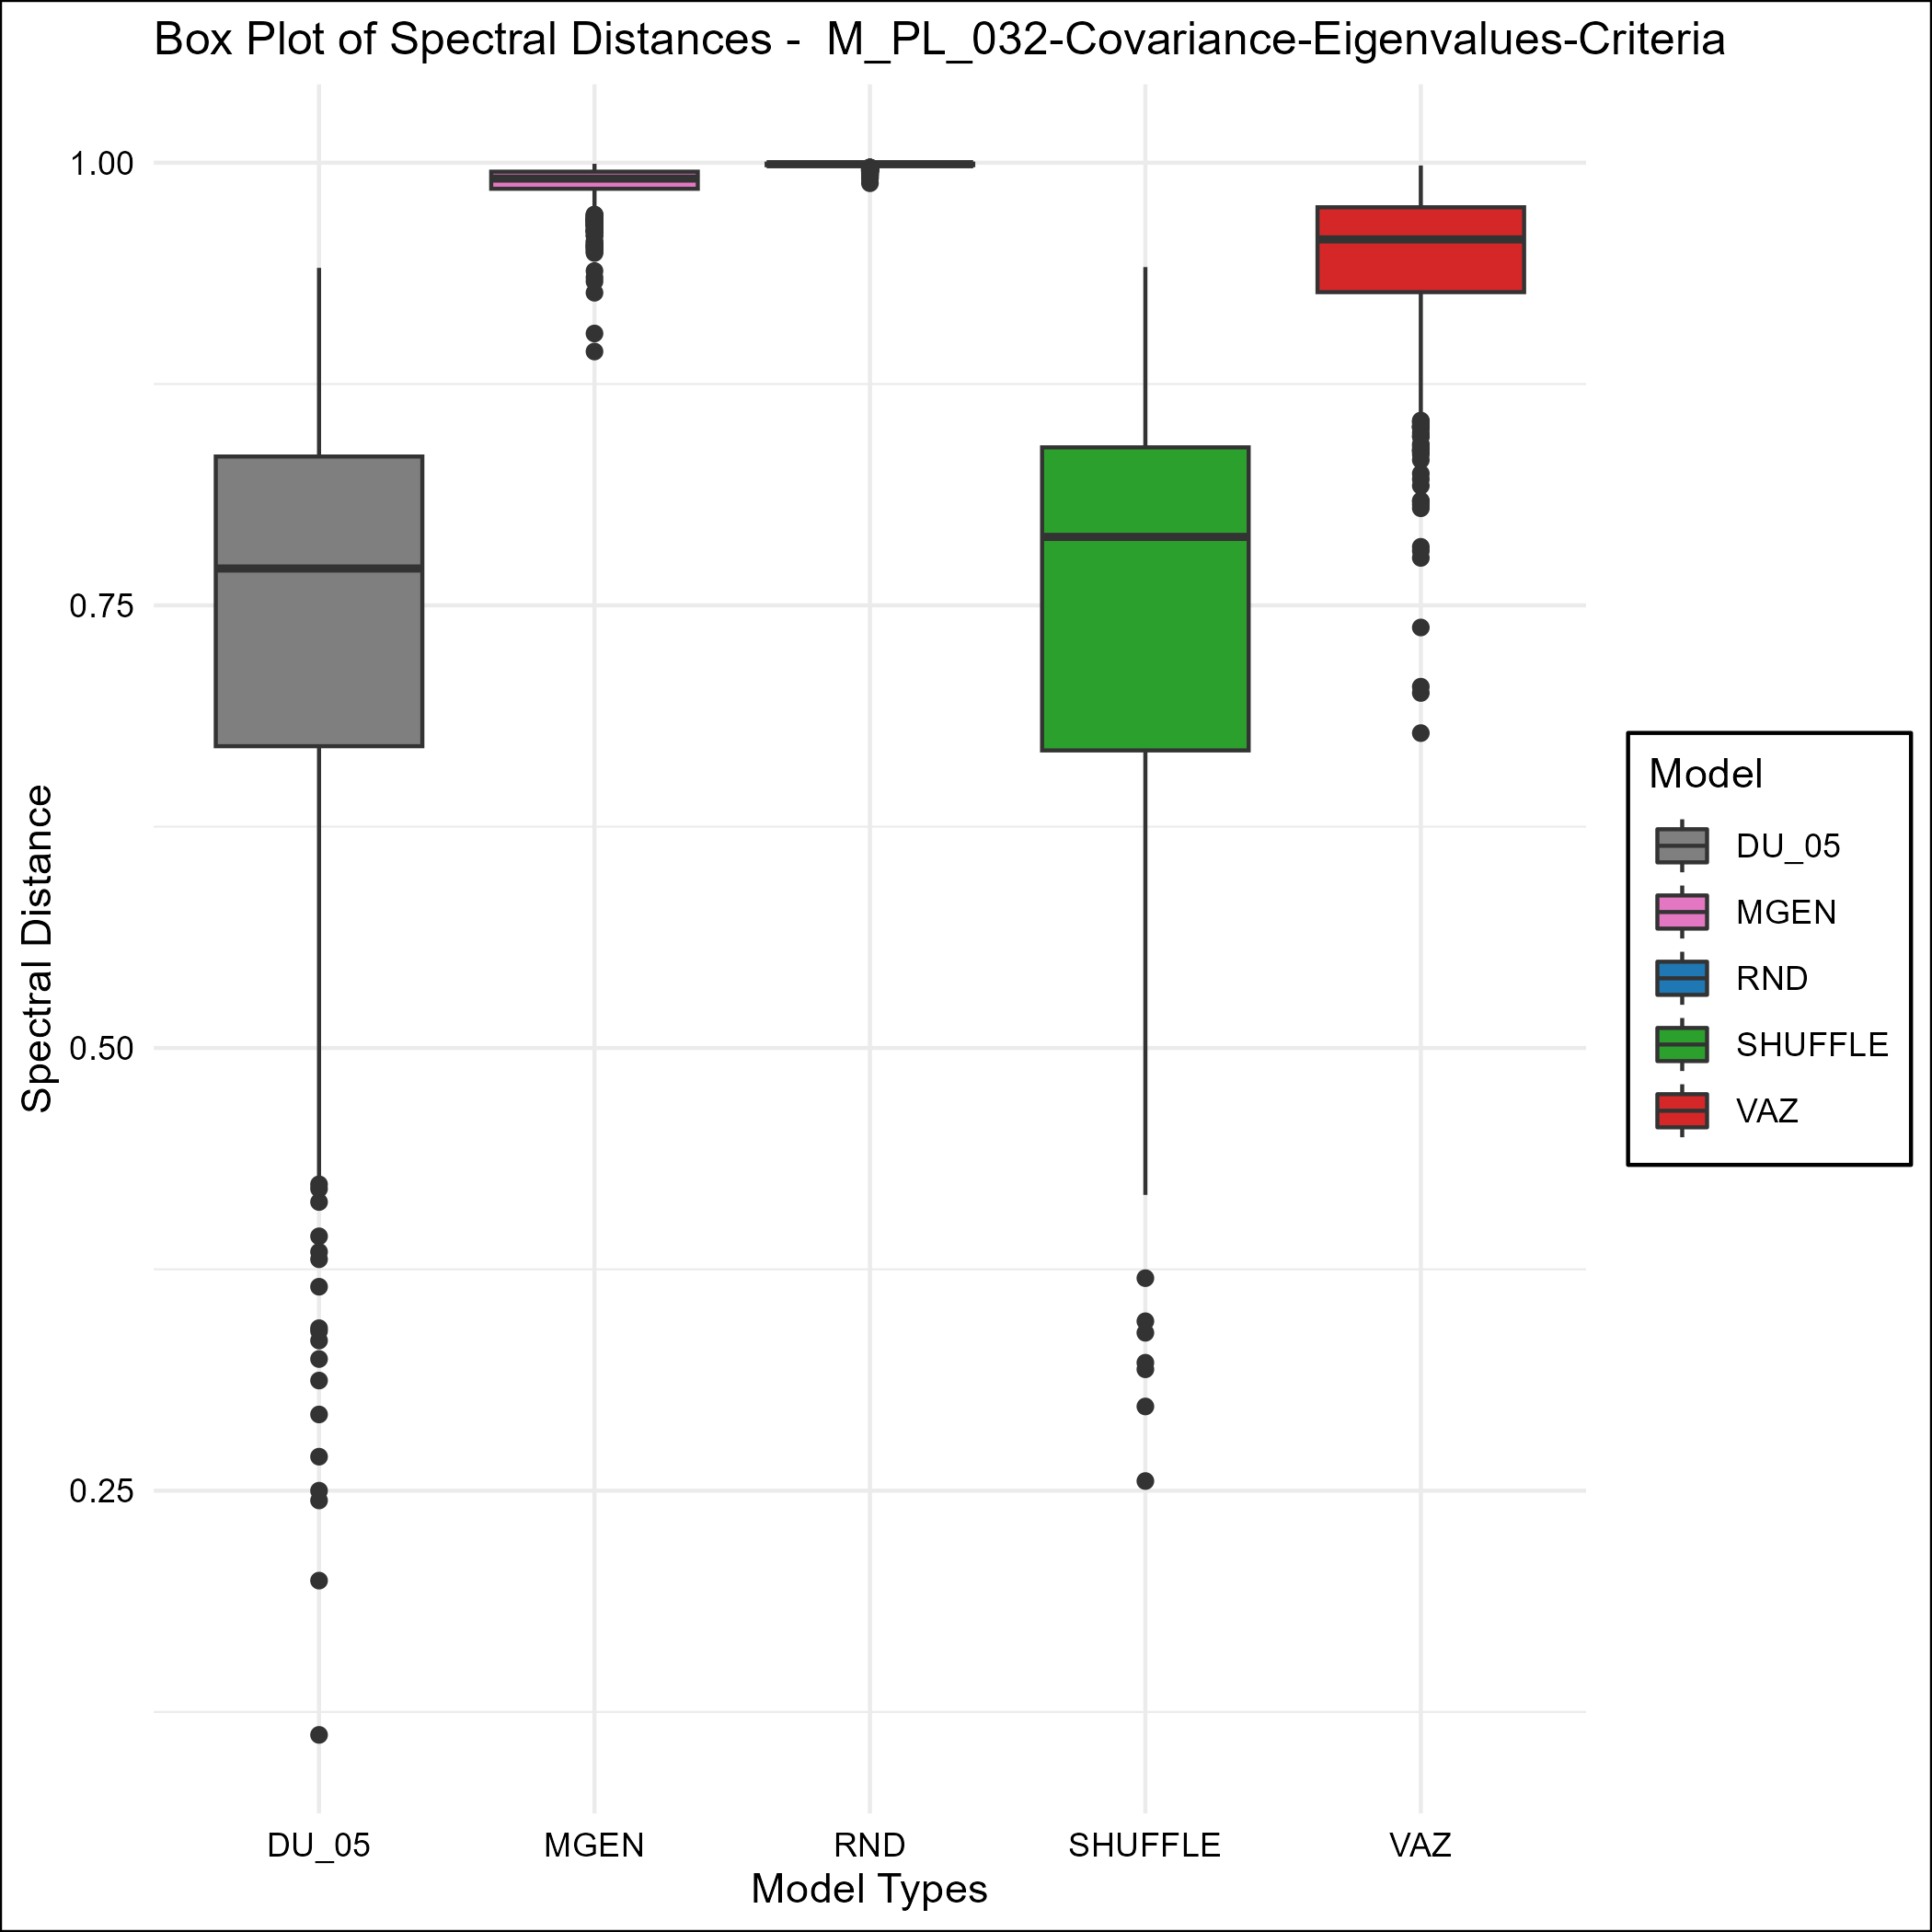 Box Plot of Spectral Distances -  M_PL_032-Covariance-Eigenvalues-Criteria
1.00
0.75
0.50
0.25
Spectral Distance
DU_05
MGEN
RND
SHUFFLE
VAZ
Model Types
Model
DU_05
MGEN
RND
SHUFFLE
VAZ